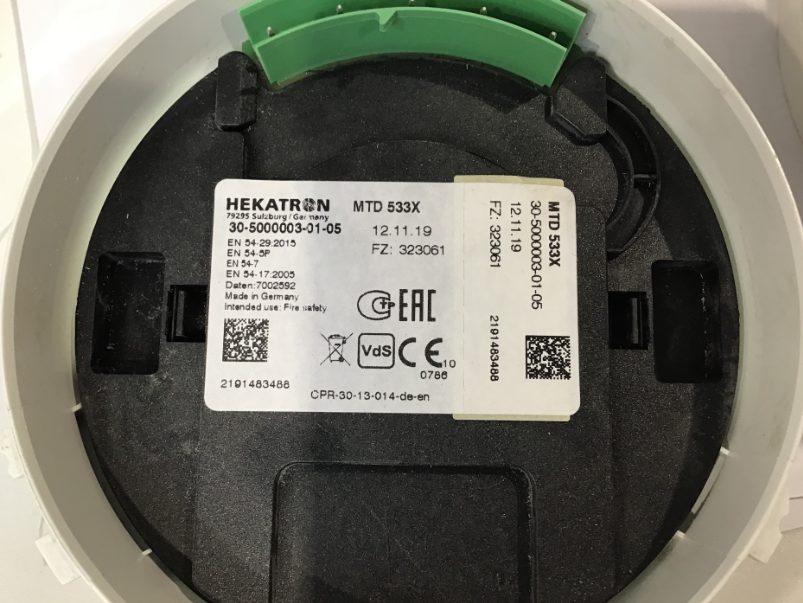 HEKATRON
79295 Sulzburg / Germany
30-5000003-01-05
EN 54-29:2015
EN 54-5P
EN 54-7
EN 54-17:2005
Daten:7002592
Made in Germany
Intended use: Fire safety
2191483488
MTD 533X
12.11.19
FZ: 323061
TP
EAC
VdS
CE
10
0786
CPR-30-13-014-de-en
MTD 533X
30-5000003-01-05
12.11.19
FZ: 323061
2191483488